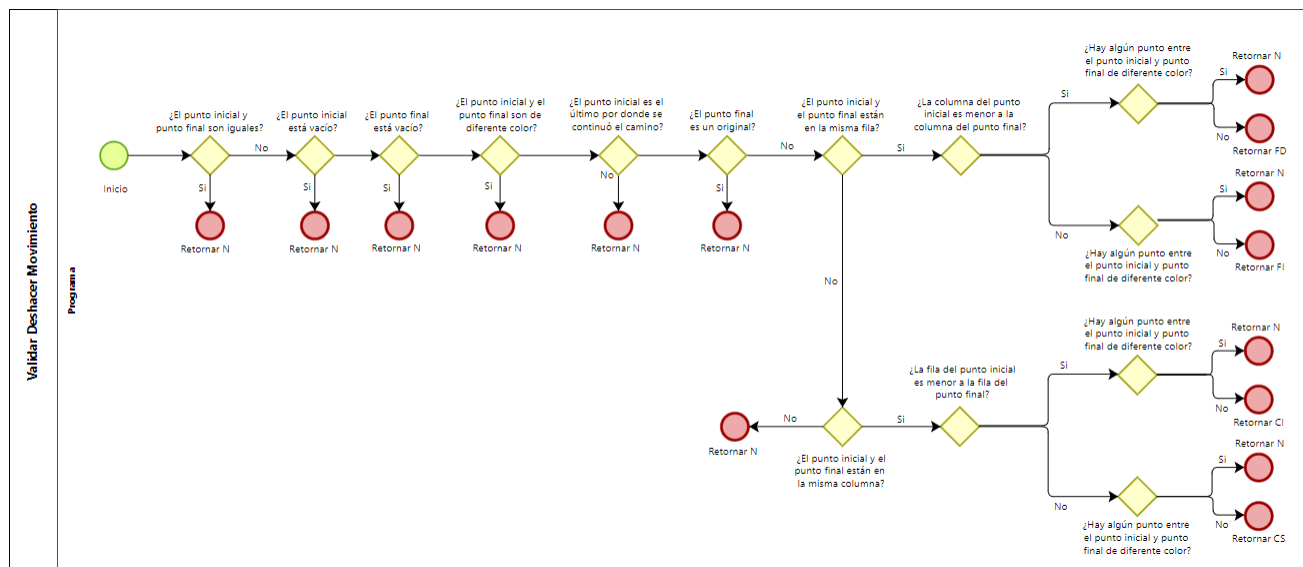 Validar Deshacer Movimiento
Programa
Inicio
¿El punto inicial y
punto final son iguales?
Si
Retornar N
No
¿El punto inicial
está vacío?
Si
Retornar N
¿El punto final
está vacío?
Si
Retornar N
¿El punto inicial y el
punto final son de
diferente color?
Si
Retornar N
¿El punto inicial es el
último por donde se
continuó el camino?
No
Retornar N
¿El punto final
es un original?
Si
Retornar N
No
¿El punto inicial y
el punto final están
en la misma fila?
Si
¿La columna del punto
inicial es menor a la
columna del punto final?
Si
¿Hay algún punto entre
el punto inicial y punto
final de diferente color?
Si
Retornar N
No
Retornar FD
No
¿Hay algún punto entre
el punto inicial y punto
final de diferente color?
Si
Retornar N
No
Retornar FI
No
¿El punto inicial y el
punto final están en
la misma columna?
No
Retornar N
Si
¿La fila del punto inicial
es menor a la fila del
punto final?
Si
¿Hay algún punto entre
el punto inicial y punto
final de diferente color?
Si
Retornar N
No
Retornar CI
No
¿Hay algún punto entre
el punto inicial y punto
final de diferente color?
Si
Retornar N
No
Retornar CS